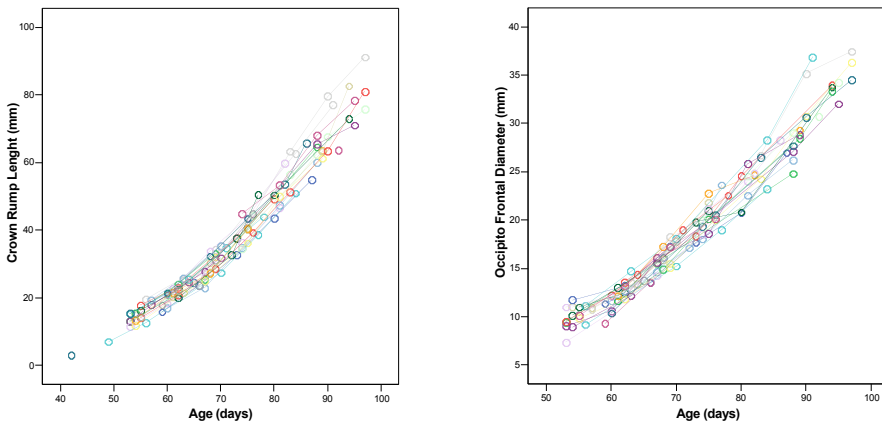 100
80
60
40
20
0
40 50 60 70 80 90 100
Crown Rump Lenght (mm)
Age (days)
40
35
30
25
20
15
10
5
50 60 70 80 90 100
Occipito Frontal Diameter (mm)
Age (days)